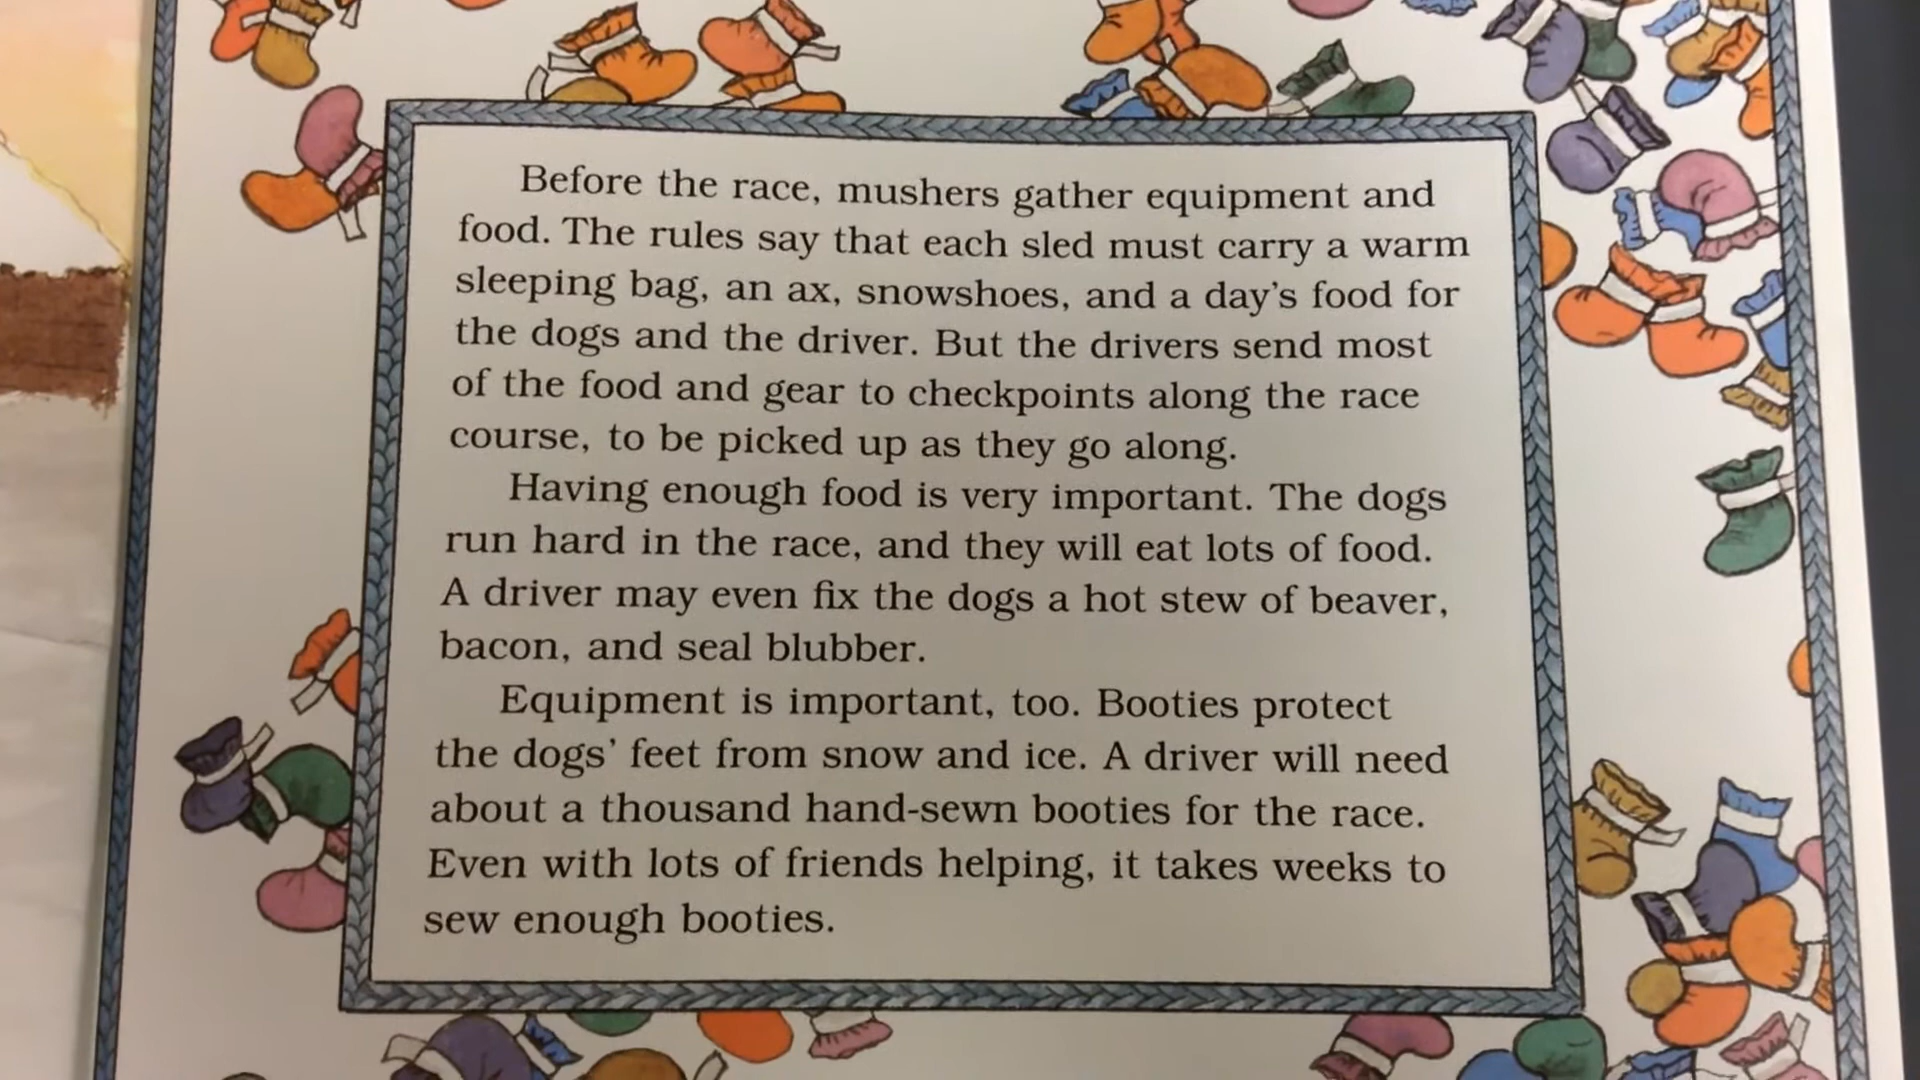 Before the race, mushers gather equipment and
food. The rules say that each sled must carry a warm
sleeping bag, an ax, snowshoes, and a day's food for
the dogs and the driver. But the drivers send most
of the food and gear to checkpoints along the race
course, to be picked up as they go along.
Having enough food is very important. The dogs
run hard in the race, and they will eat lots of food.
A driver may even fix the dogs a hot stew of beaver,
bacon, and seal blubber.
Equipment is important, too. Booties protect
the dogs' feet from snow and ice. A driver will need
about a thousand hand-sewn booties for the race.
Even with lots of friends helping, it takes weeks to
sew enough booties.